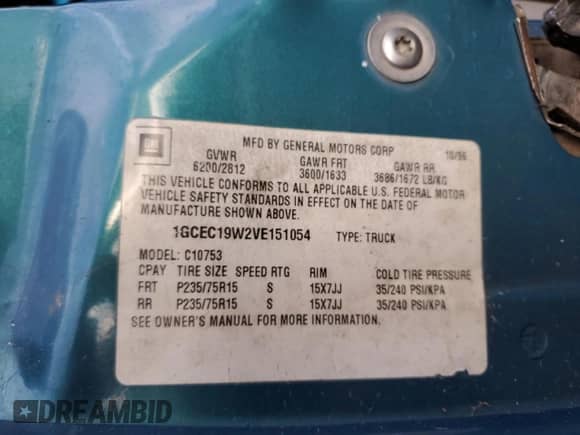 GM
MFD BY GENERAL MOTORS CORP 10/96
GVWR GAWR FRT GAWR RR
6200/2812 3600/1633 3686/1672 LB/KG
THIS VEHICLE CONFORMS TO ALL APPLICABLE U.S. FEDERAL MOTOR
VEHICLE SAFETY STANDARDS IN EFFECT ON THE DATE OF
MANUFACTURE SHOWN ABOVE.
1GCEC19W2VE151054 TYPE: TRUCK
MODEL: C10753
CPAY TIRE SIZE SPEED RTG RIM COLD TIRE PRESSURE
FRT P235/75R15 S 15X7JJ 35/240 PSI/KPA
RR P235/75R15 S 15X7JJ 35/240 PSI/KPA
SEE OWNER'S MANUAL FOR MORE INFORMATION.
DREAMBID